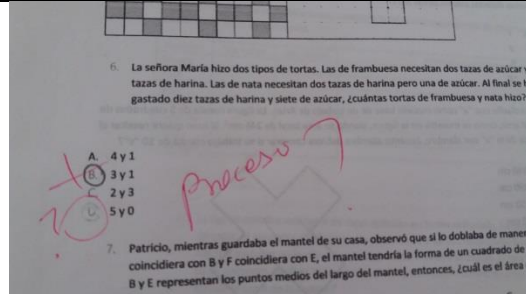 6. La señora María hizo dos tipos de tortas. Las de frambuesa necesitan dos tazas de azúcar
tazas de harina. Las de nata necesitan dos tazas de harina pero una de azúcar. Al final se
gastado diez tazas de harina y siete de azúcar, ¿cuántas tortas de frambuesa y nata hizo?
A. 4 y 1
B. 3 y 1
C. 2 y 3
5 y 0
Proceso
?
7. Patricio, mientras guardaba el mantel de su casa, observó que si lo doblaba de
coincidiera con B y F coincidiera con E, el mantel tendría la forma de un cuadrado de
B y E representan los puntos medios del largo del mantel, entonces, ¿cuál es el área